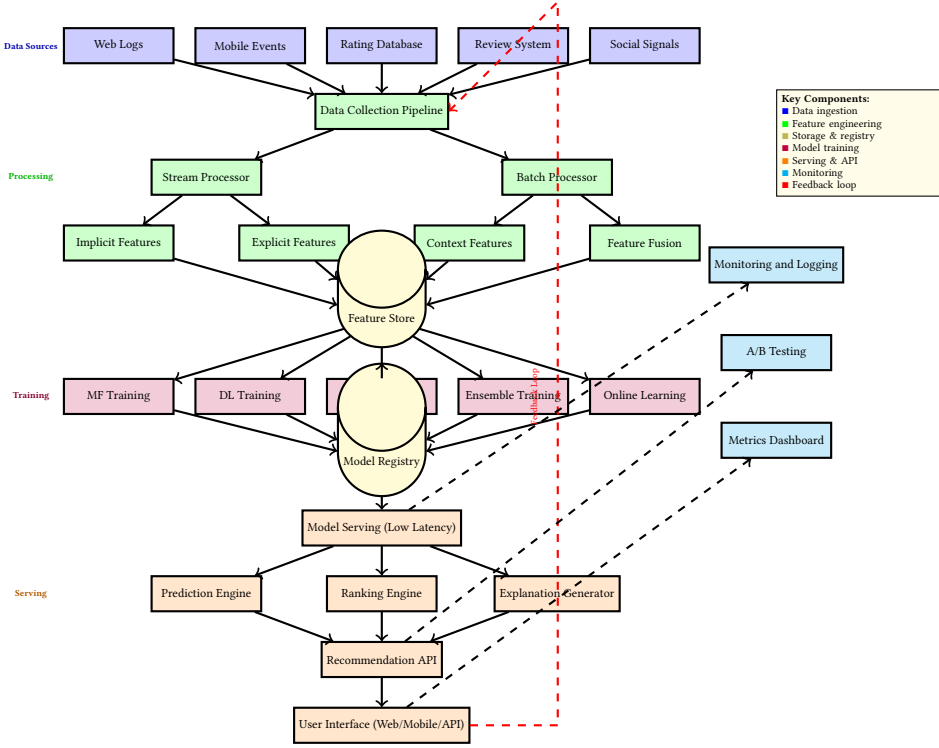 Data Sources
Web Logs
Mobile Events
Rating Database
Review System
Social Signals
Data Collection Pipeline
Key Components:
Data ingestion
Feature engineering
Storage & registry
Model training
Serving & API
Monitoring
Feedback loop
Processing
Stream Processor
Batch Processor
Implicit Features
Explicit Features
Context Features
Feature Fusion
Monitoring and Logging
Feature Store
A/B Testing
Training
MF Training
DL Training
Ensemble Training
Feedback Loop
Online Learning
Metrics Dashboard
Model Registry
Model Serving (Low Latency)
Serving
Prediction Engine
Ranking Engine
Explanation Generator
Recommendation API
User Interface (Web/Mobile/API)